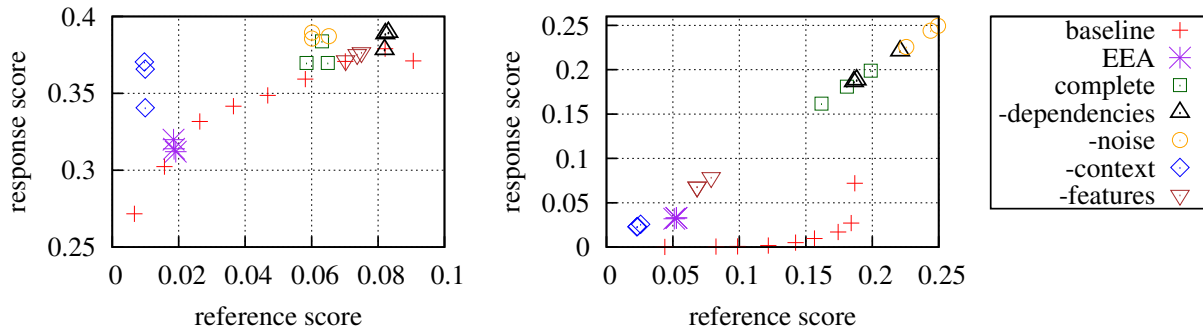 0.4
0.35
0.3
0.25
response score
0 0.02 0.04 0.06 0.08 0.1
reference score
0.25
0.2
0.15
0.1
0.05
0
response score
0 0.05 0.1 0.15 0.2 0.25
reference score
baseline
EEA
complete
-dependencies
-noise
-context
-features